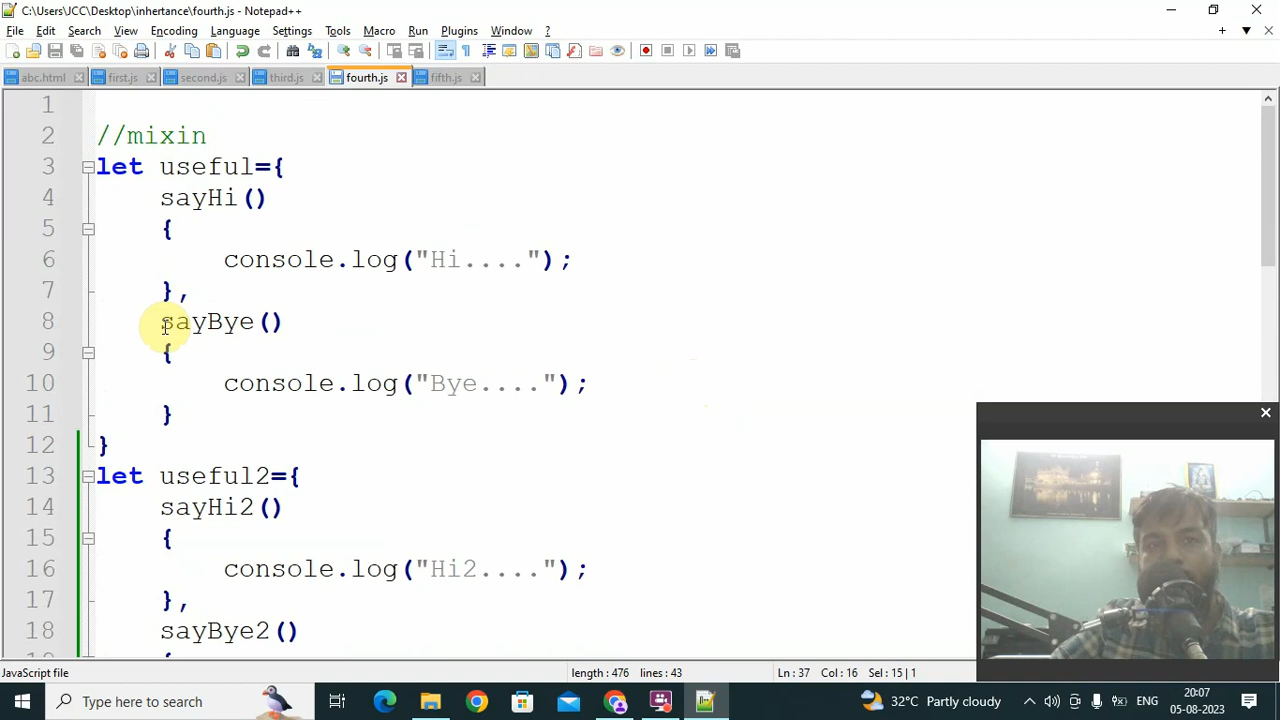 C:\Users\JCC\Desktop\inhertance\fourth.js - Notepad++
File Edit Search View Encoding Language Settings Tools Macro Run Plugins Window ?
abc.html first.js second.js third.js fourth.js fifth.js
1
2 //mixin
3 let useful={
4 sayHi()
5 {
6 console.log("Hi....");
7 },
8 sayBye()
9 {
10 console.log("Bye....");
11 }
12 }
13 let useful2={
14 sayHi2()
15 {
16 console.log("Hi2....");
17 },
18 sayBye2()
{
JavaScript file length : 476 lines : 43 Ln : 37 Col : 16 Sel : 15 | 1
Type here to search 32°C Partly cloudy ENG 20:07
05-08-2023